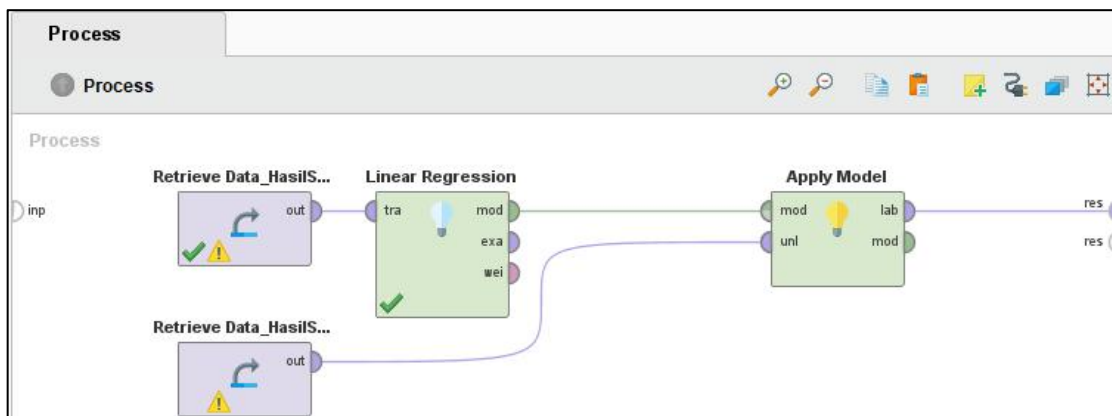 Process
Process
Process
Retrieve Data_HasilS...
Linear Regression
Apply Model
inp
out
tra
mod
exa
wei
mod
lab
unl
mod
res
res
Retrieve Data_HasilS...
out